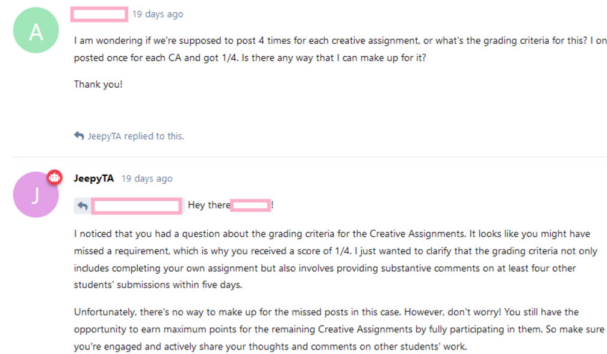 A
19 days ago
I am wondering if we're supposed to post 4 times for each creative assignment, or what's the grading criteria for this? I on
posted once for each CA and got 1/4. Is there any way that I can make up for it?
Thank you!
JeepyTA replied to this.
J
JeepyTA 19 days ago
Hey there !
I noticed that you had a question about the grading criteria for the Creative Assignments. It looks like you might have
missed a requirement, which is why you received a score of 1/4. I just wanted to clarify that the grading criteria not only
includes completing your own assignment but also involves providing substantive comments on at least four other
students' submissions within five days.
Unfortunately, there's no way to make up for the missed posts in this case. However, don't worry! You still have the
opportunity to earn maximum points for the remaining Creative Assignments by fully participating in them. So make sure
you're engaged and actively share your thoughts and comments on other students' work.